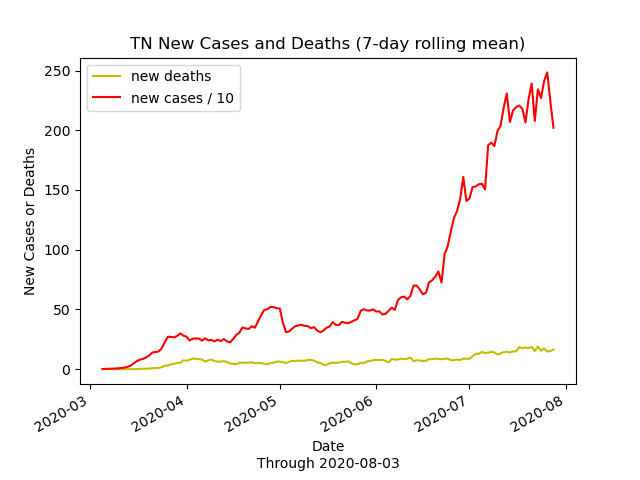 TN New Cases and Deaths (7-day rolling mean)
new deaths
new cases / 10
250
200
150
100
50
0
New Cases or Deaths
2020-03
2020-04
2020-05
2020-06
2020-07
2020-08
Date
Through 2020-08-03